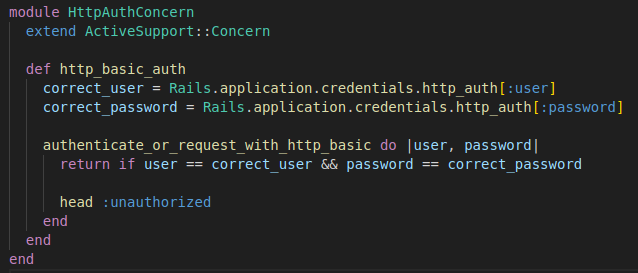 module HttpAuthConcern
  extend ActiveSupport::Concern

  def http_basic_auth
    correct_user = Rails.application.credentials.http_auth[:user]
    correct_password = Rails.application.credentials.http_auth[:password]

    authenticate_or_request_with_http_basic do |user, password|
      return if user == correct_user && password == correct_password

      head :unauthorized
    end
  end
end